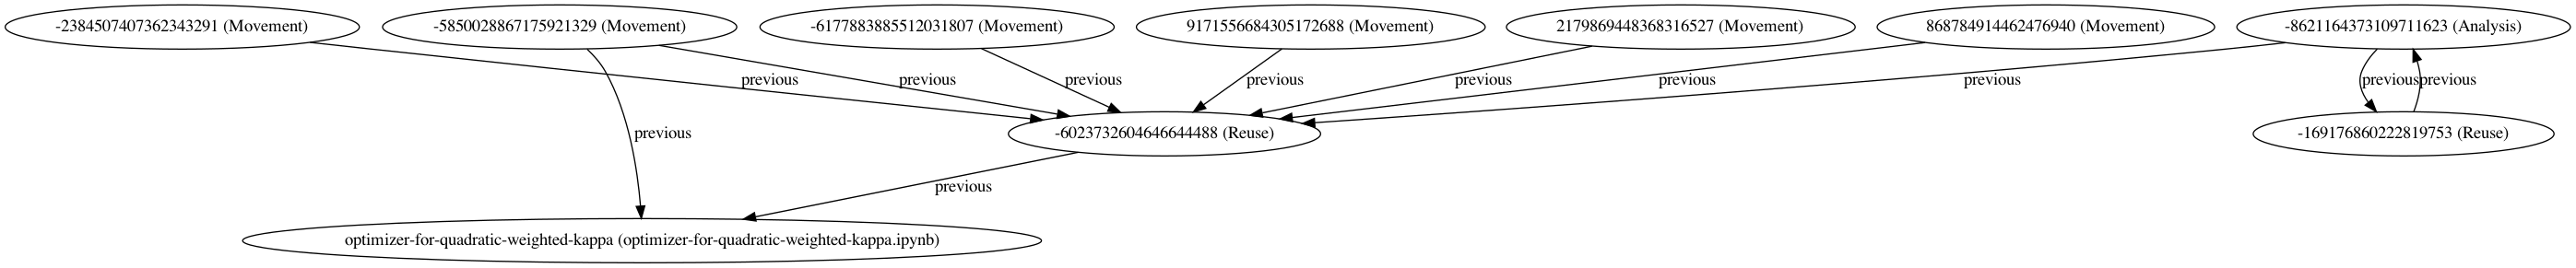 -2384507407362343291 (Movement)
-5850028867175921329 (Movement)
-6177883885512031807 (Movement)
9171556684305172688 (Movement)
2179869448368316527 (Movement)
868784914462476940 (Movement)
-8621164373109711623 (Analysis)
previous
previous
previous
previous
previous
previous
previous
previous
previous
previous
-6023732604646644488 (Reuse)
-169176860222819753 (Reuse)
previous
optimizer-for-quadratic-weighted-kappa (optimizer-for-quadratic-weighted-kappa.ipynb)